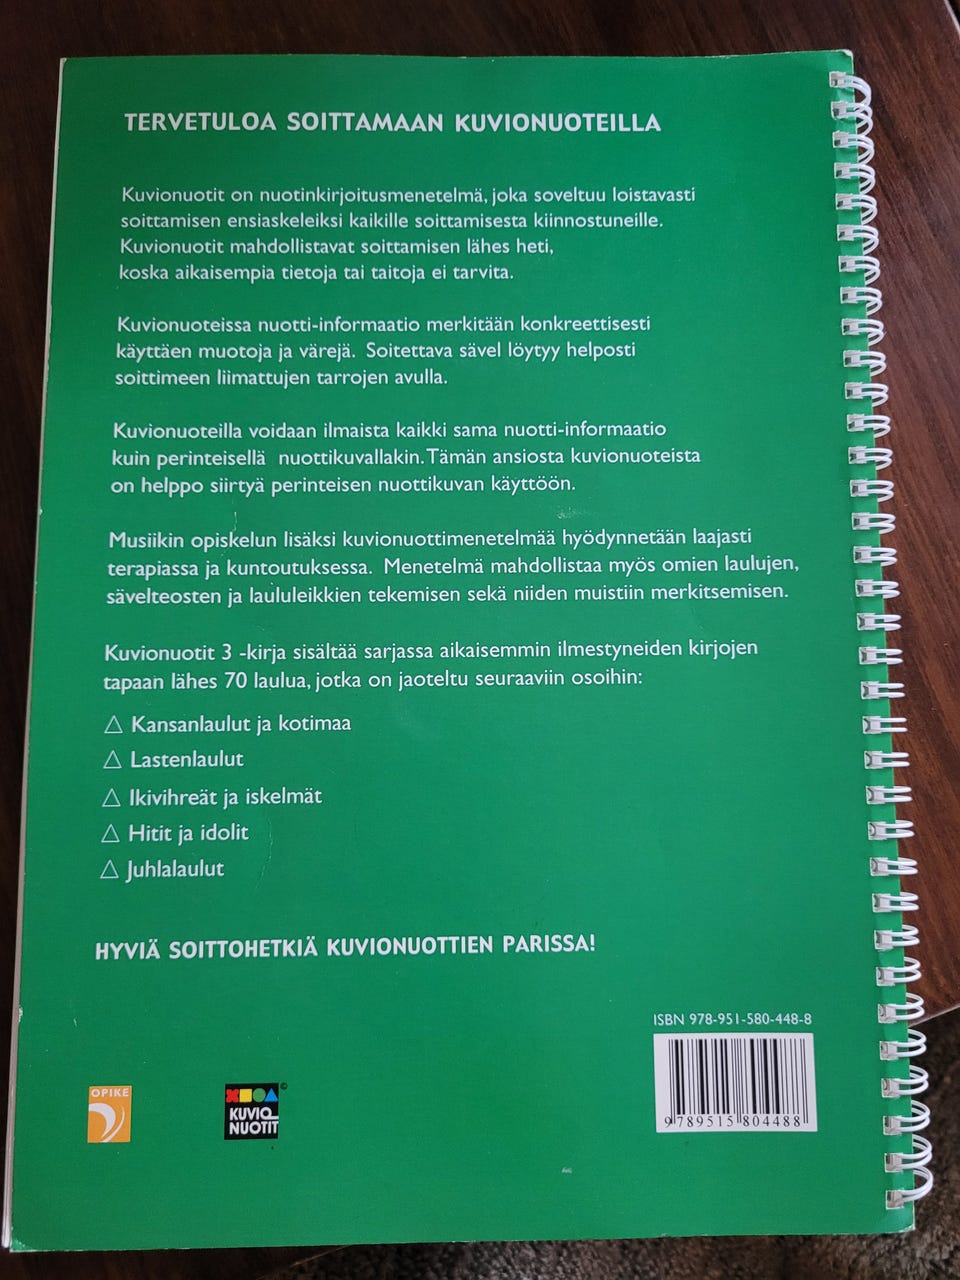 TERVETULOA SOITTAMAAN KUVIONUOTEILLA
Kuvionuotit on nuotinkirjoitusmenetelmä, joka soveltuu loistavasti
soittamisen ensiaskeleiksi kaikille soittamisesta kiinnostuneille.
Kuvionuotit mahdollistavat soittamisen lähes heti,
koska aikaisempia tietoja tai taitoja ei tarvita.
Kuvionuoteissa nuotti-informaatio merkitään konkreettisesti
käyttäen muotoja ja värejä. Soitettava sävel löytyy helposti
soittimeen liimattujen tarrojen avulla.
Kuvionuoteilla voidaan ilmaista kaikki sama nuotti-informaatio
kuin perinteisellä nuottikuvallakin. Tämän ansiosta kuvionuoteista
on helppo siirtyä perinteisen nuottikuvan käyttöön.
Musiikin opiskelun lisäksi kuvionuottimenetelmää hyödynnetään laajasti
terapiassa ja kuntoutuksessa. Menetelmä mahdollistaa myös omien laulujen,
sävelteosten ja laululeikkien tekemisen sekä niiden muistiin merkitsemisen.
Kuvionuotit 3 -kirja sisältää sarjassa aikaisemmin ilmestyneiden kirjojen
tapaan lähes 70 laulua, jotka on jaoteltu seuraaviin osoihin:
△ Kansanlaulut ja kotimaa
△ Lastenlaulut
△ Ikivihreät ja iskelmät
△ Hitit ja idolit
△ Juhlalaulut
HYVIÄ SOITTOHETKIÄ KUVIONUOTTIEN PARISSA!
ISBN 978-951-580-448-8
9 789515 804488
OPIKE
©
KUVIO
NUOTIT